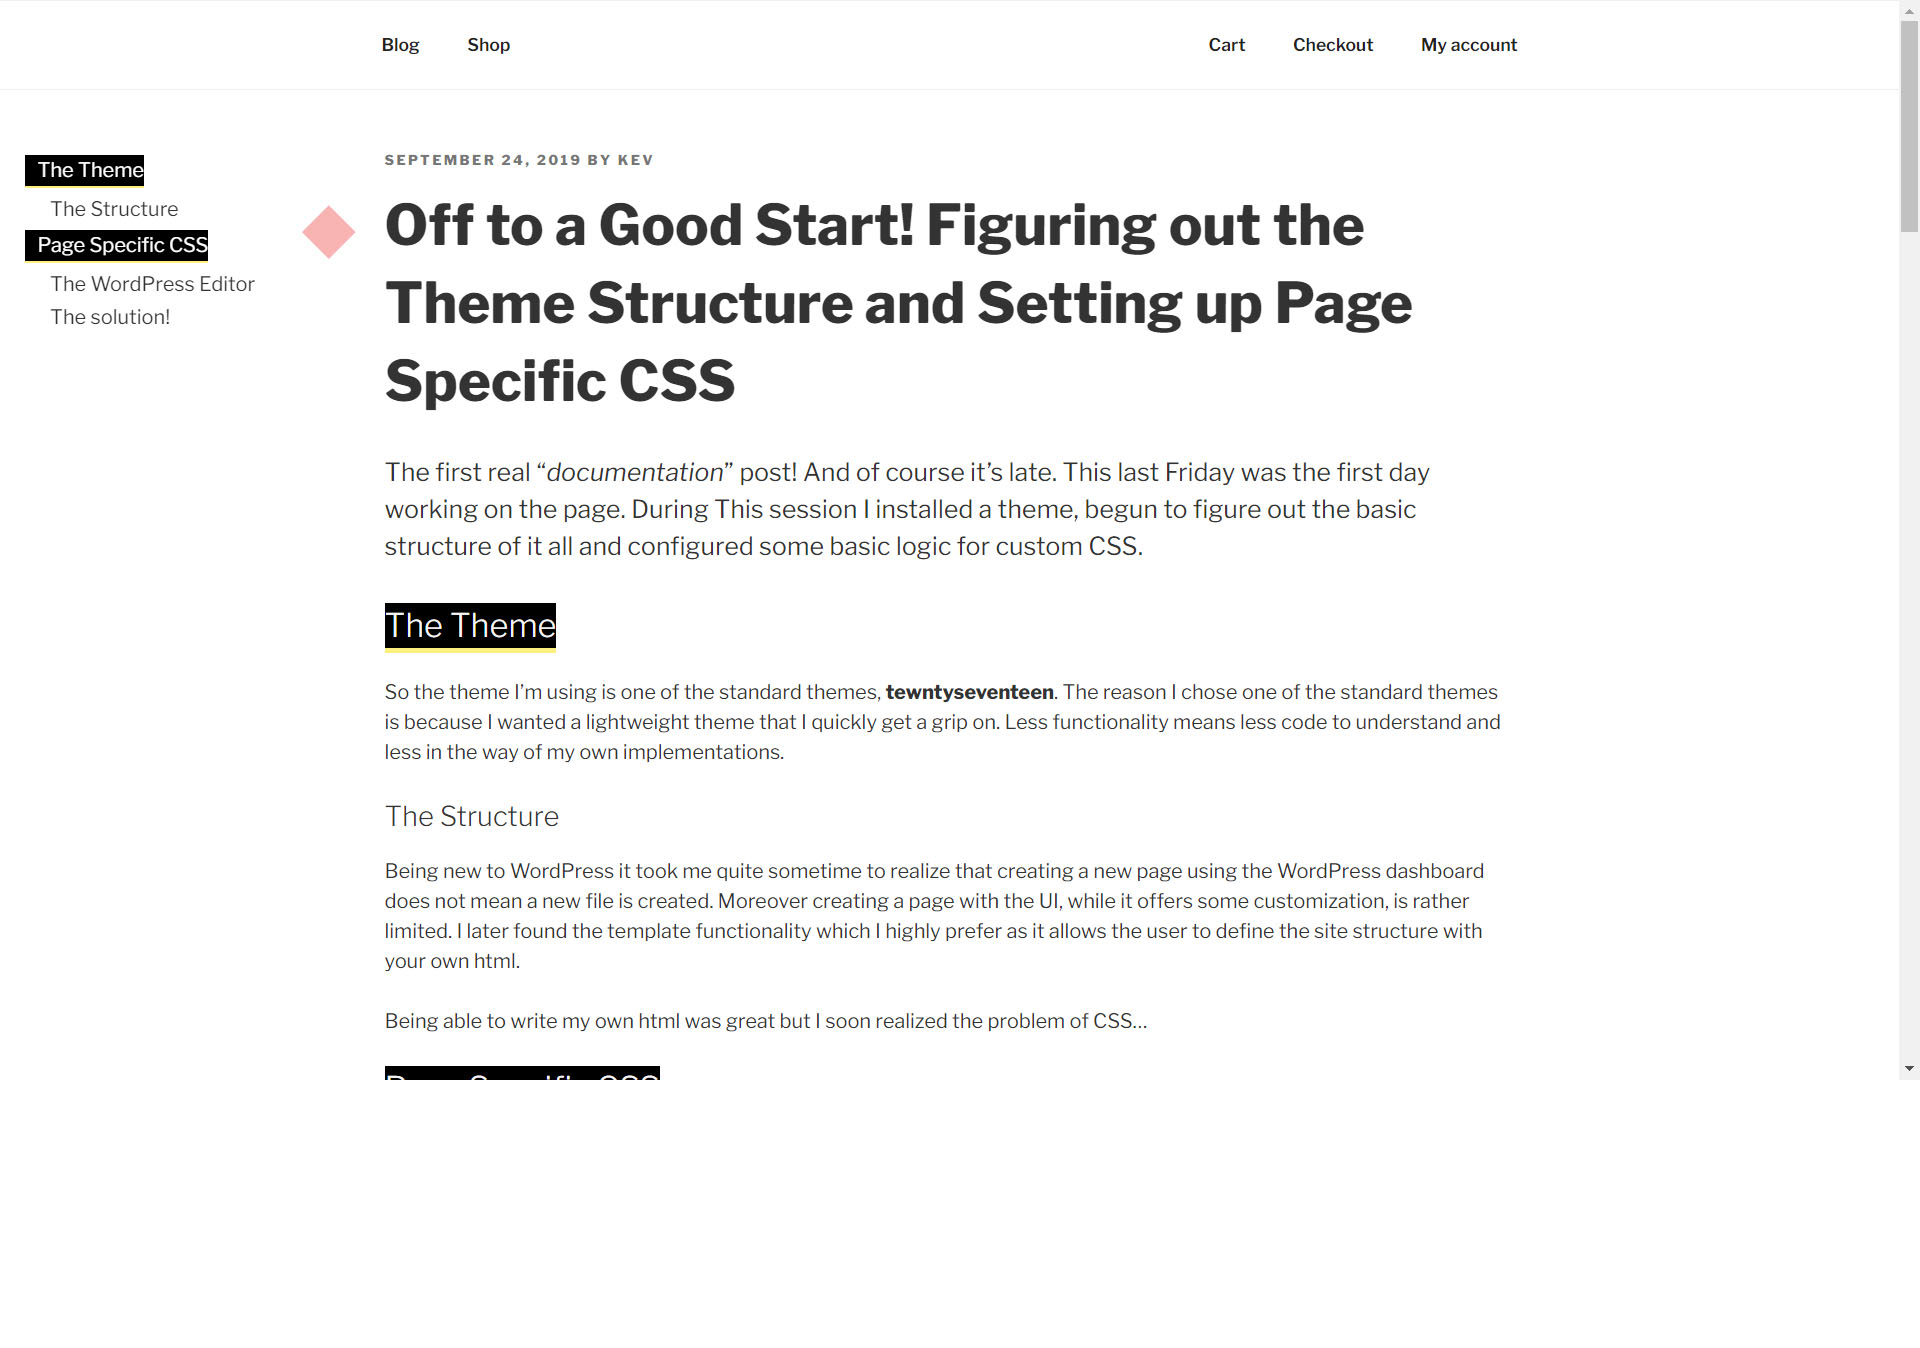 Blog Shop Cart Checkout My account
The Theme
The Structure
Page Specific CSS
The WordPress Editor
The solution!
SEPTEMBER 24, 2019 BY KEV
Off to a Good Start! Figuring out the
Theme Structure and Setting up Page
Specific CSS
The first real “documentation” post! And of course it’s late. This last Friday was the first day
working on the page. During This session I installed a theme, begun to figure out the basic
structure of it all and configured some basic logic for custom CSS.
The Theme
So the theme I’m using is one of the standard themes, tewntyseventeen. The reason I chose one of the standard themes
is because I wanted a lightweight theme that I quickly get a grip on. Less functionality means less code to understand and
less in the way of my own implementations.
The Structure
Being new to WordPress it took me quite sometime to realize that creating a new page using the WordPress dashboard
does not mean a new file is created. Moreover creating a page with the UI, while it offers some customization, is rather
limited. I later found the template functionality which I highly prefer as it allows the user to define the site structure with
your own html.
Being able to write my own html was great but I soon realized the problem of CSS…
Page Specific CSS